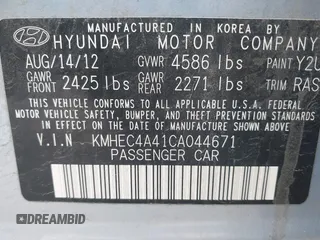 MANUFACTURED IN KOREA BY
HYUNDAI MOTOR COMPANY
AUG/14/12 GVWR 4586 lbs PAINT Y2U
GAWR FRONT 2425 lbs GAWR REAR 2271 lbs TRIM RAS
THIS VEHICLE CONFORMS TO ALL APPLICABLE U.S.A. FEDERAL
MOTOR VEHICLE SAFETY, BUMPER, AND THEFT PREVENTION
STANDARDS IN EFFECT ON THE DATE OF MANUFACTURE SHOWN
V.I.N KMHEC4A41CA044671
PASSENGER CAR
DREAMBID